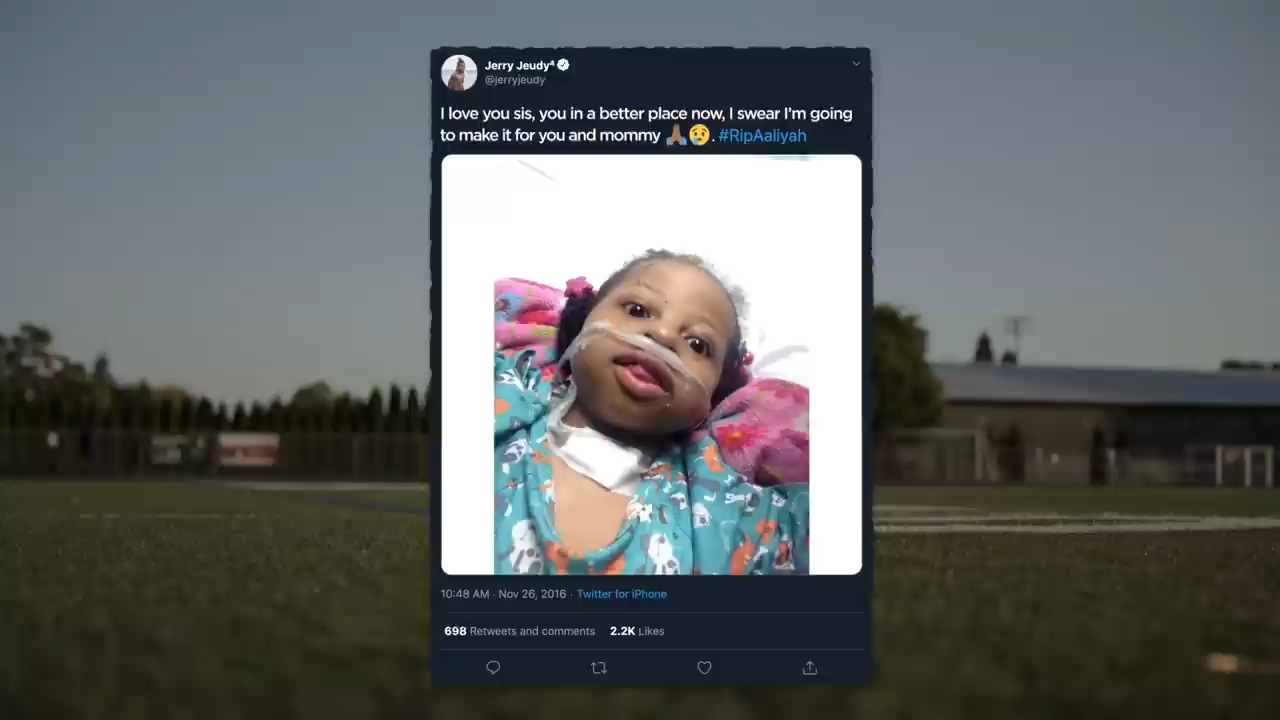 Jerry Jeudy⁴
@jerryjeudy
I love you sis, you in a better place now, I swear I'm going
to make it for you and mommy 🙏🏾😢. #RipAaliyah
10:48 AM · Nov 26, 2016 · Twitter for iPhone
698 Retweets and comments 2.2K Likes